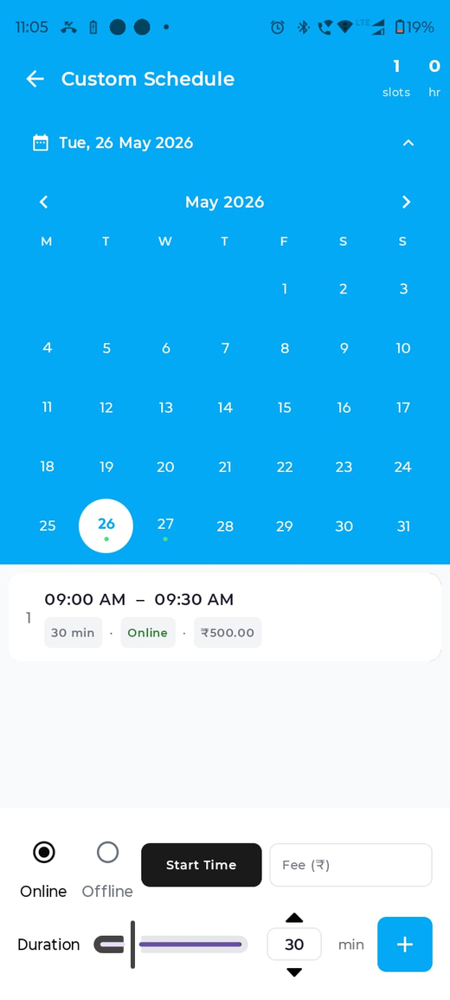 11:05 LTE 19%
Custom Schedule 1 slots 0 hr
Tue, 26 May 2026
May 2026
M T W T F S S
1 2 3
4 5 6 7 8 9 10
11 12 13 14 15 16 17
18 19 20 21 22 23 24
25 26 27 28 29 30 31
09:00 AM – 09:30 AM
1
30 min · Online · ₹500.00
Start Time Fee (₹)
Online Offline
Duration 30 min +